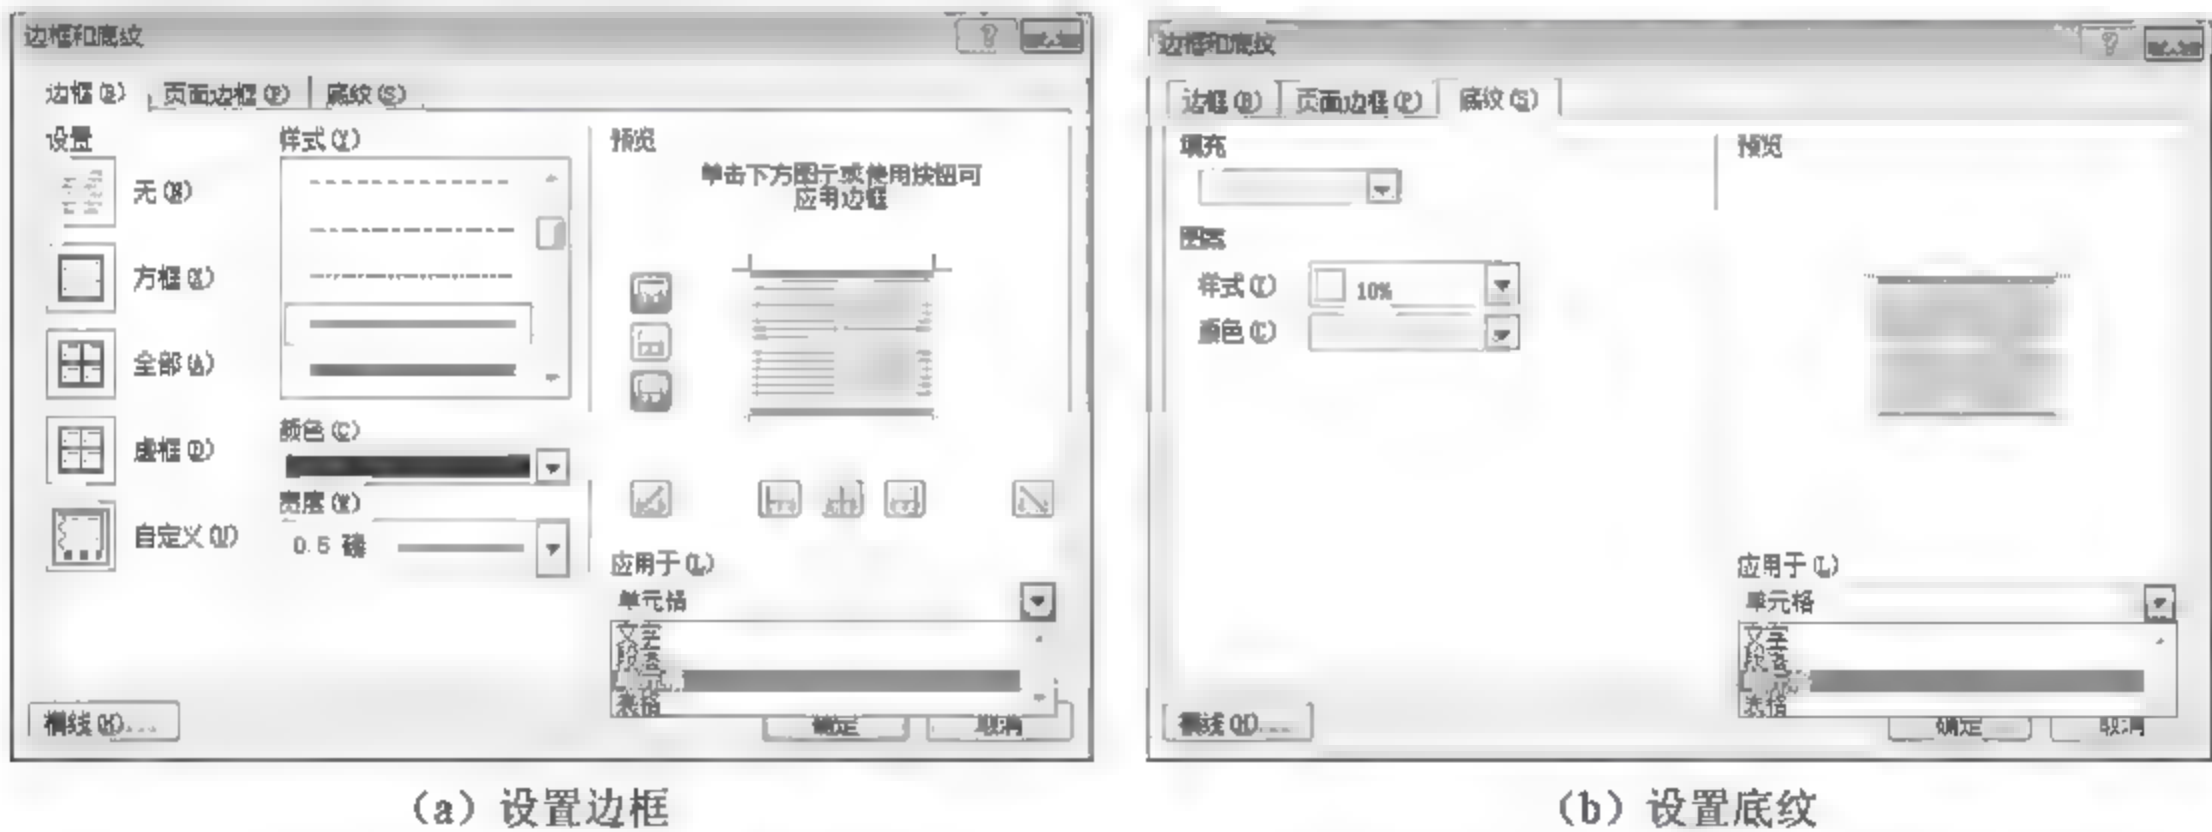 边框和底纹
边框(B) 页面边框(P) 底纹(S)
设置
无(N)
方框(X)
全部(A)
虚框(D)
自定义(U)
样式(Y)
颜色(C)
宽度(W)
0.5 磅
预览
单击下方图示或使用按钮可
应用边框
应用于(L)
单元格
文字
段落
表格
横线(H)...
确定 取消
(a) 设置边框
边框和底纹
边框(B) 页面边框(P) 底纹(S)
填充
图案
样式(Y) 10%
颜色(C)
预览
应用于(L)
单元格
文字
段落
表格
横线(H)...
确定 取消
(b) 设置底纹